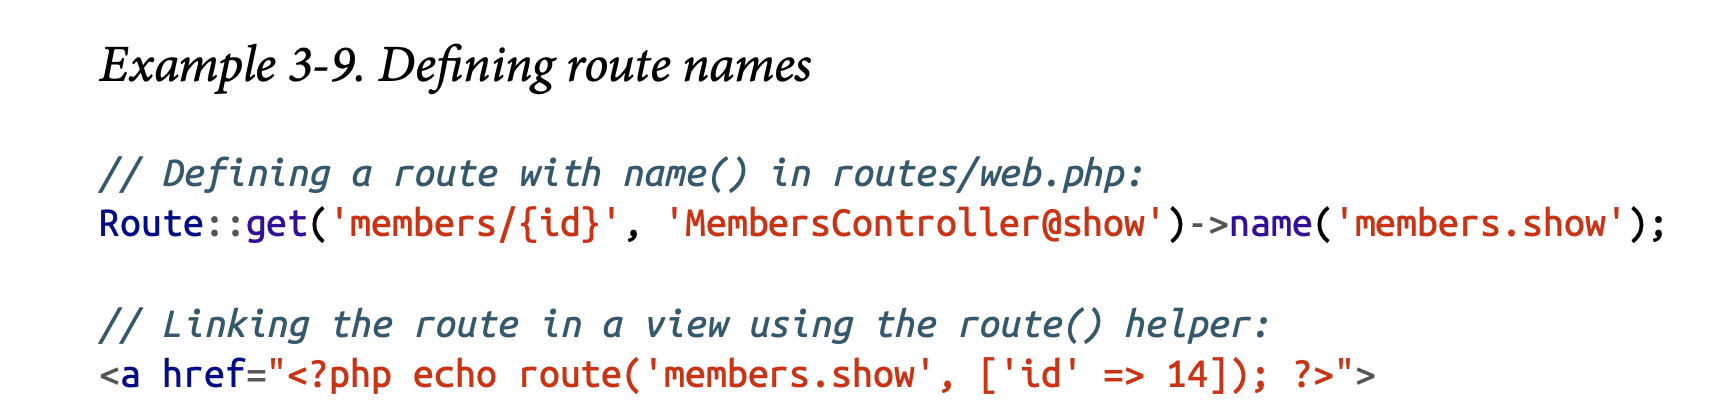 Example 3-9. Defining route names
// Defining a route with name() in routes/web.php:
Route::get('members/{id}', 'MembersController@show')->name('members.show');
// Linking the route in a view using the route() helper:
<a href="<?php echo route('members.show', ['id' => 14]); ?>">